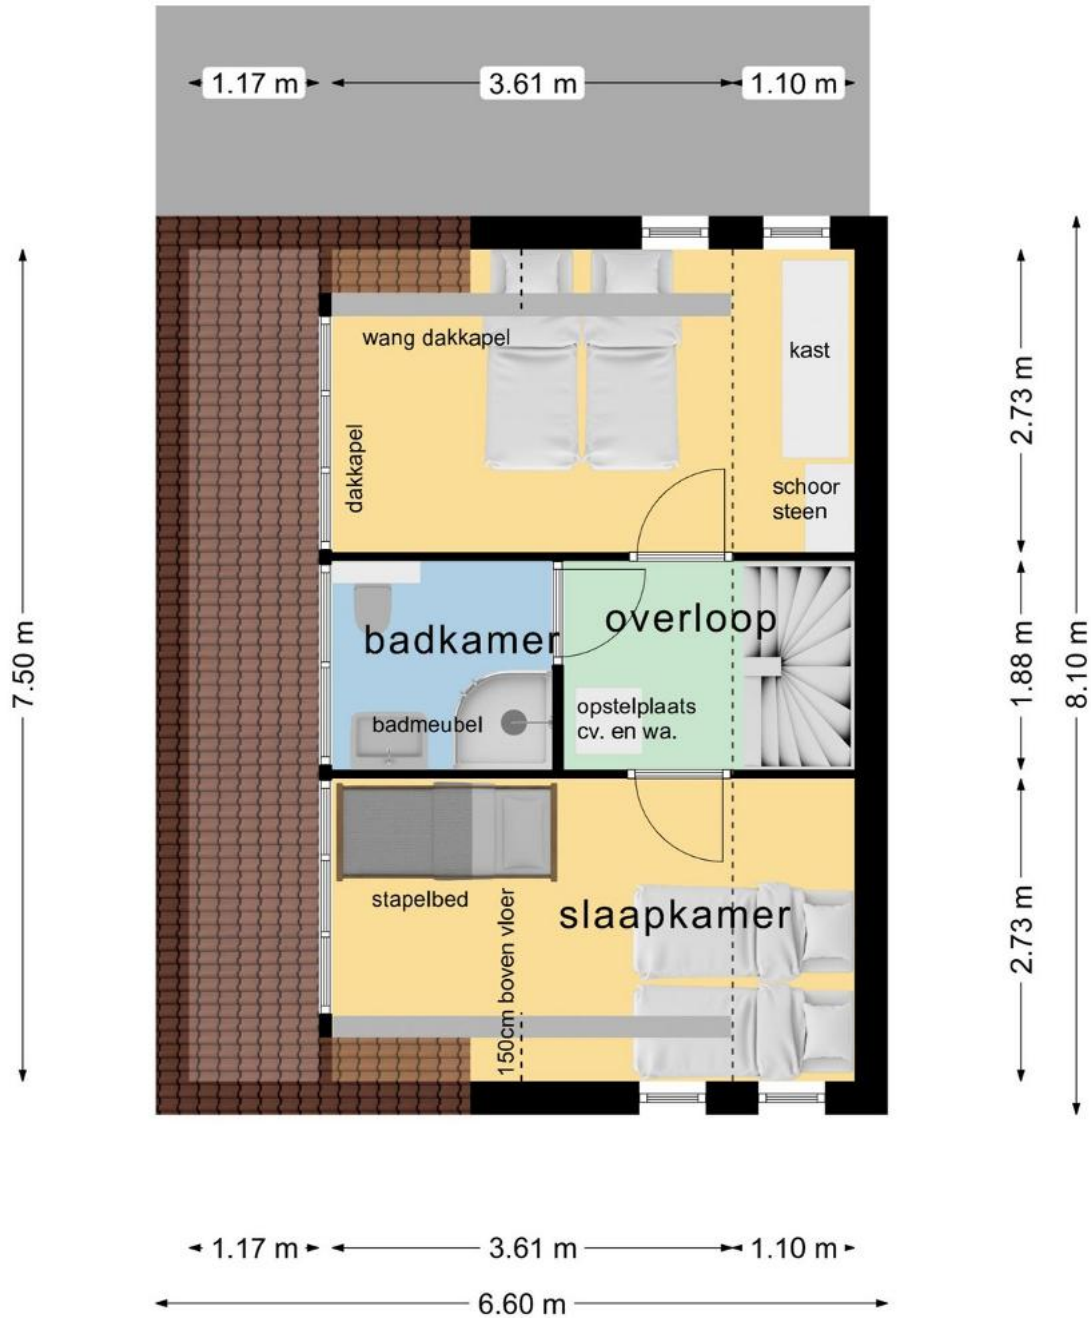 1.17 m
3.61 m
1.10 m
wang dakkapel
kast
dakkapel
2.73 m
schoor
steen
7.50 m
badkamer
overloop
1.88 m
8.10 m
badmeubel
opstelplaats
cv. en wa.
stapelbed
150cm boven vloer
slaapkamer
2.73 m
1.17 m
3.61 m
1.10 m
6.60 m